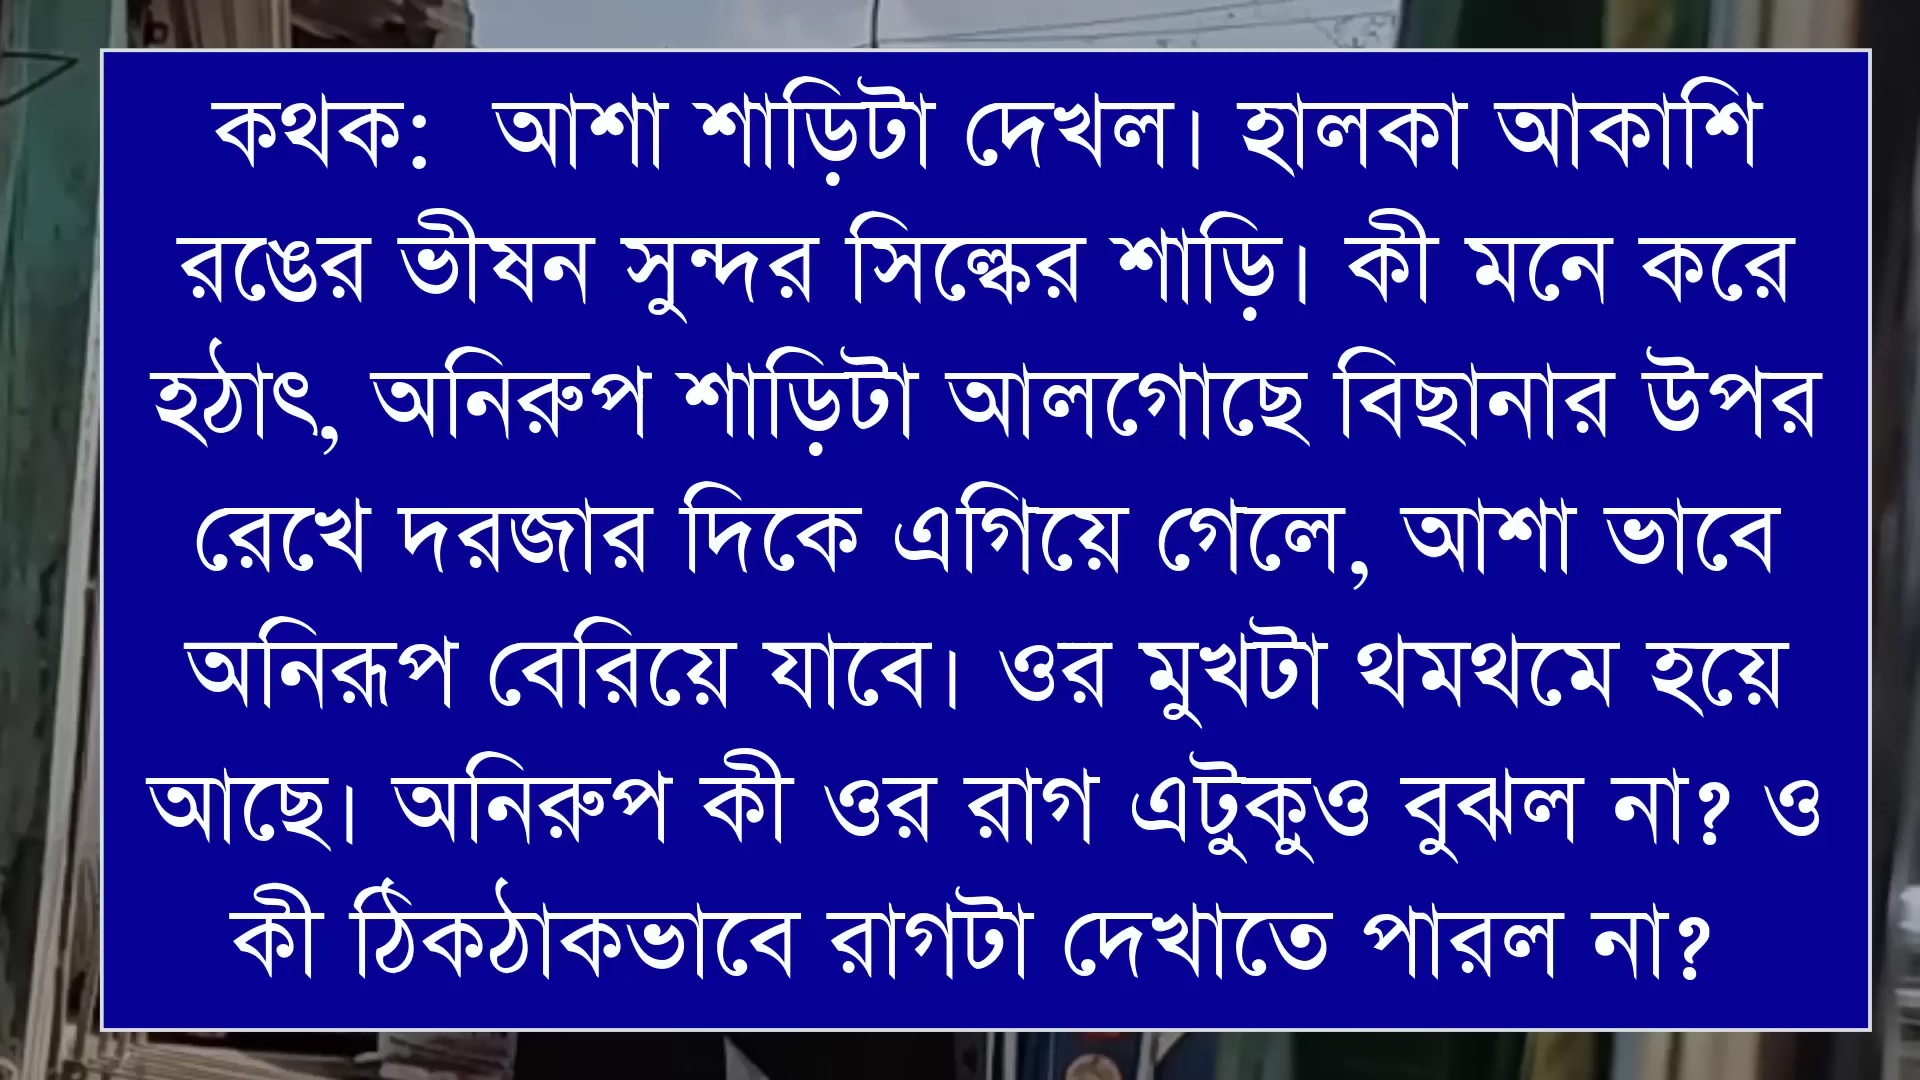 কথক:  আশা শাড়িটা দেখল। হালকা আকাশি
রঙের ভীষন সুন্দর সিল্কের শাড়ি। কী মনে করে
হঠাৎ, অনিরুপ শাড়িটা আলগোছে বিছানার উপর
রেখে দরজার দিকে এগিয়ে গেলে, আশা ভাবে
অনিরূপ বেরিয়ে যাবে। ওর মুখটা থমথমে হয়ে
আছে। অনিরুপ কী ওর রাগ এটুকুও বুঝল না? ও
কী ঠিকঠাকভাবে রাগটা দেখাতে পারল না?